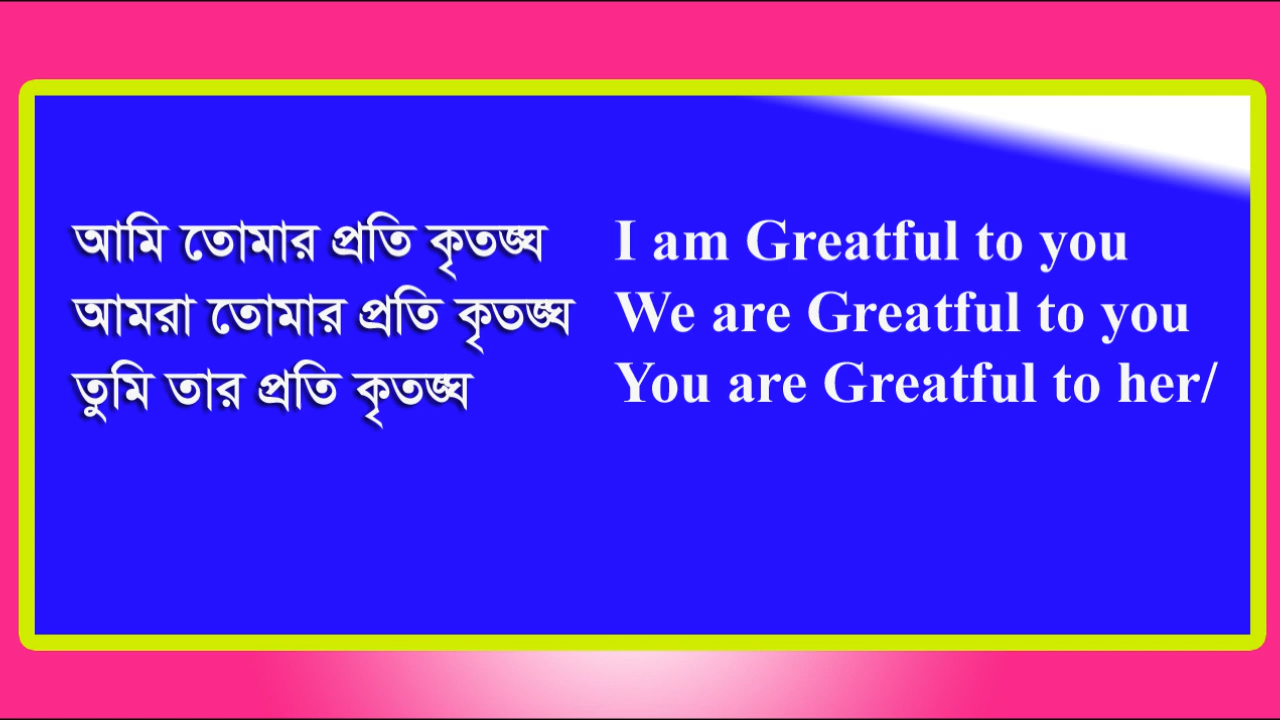 আমি তোমার প্রতি কৃতজ্ঘ
I am Greatful to you
আমরা তোমার প্রতি কৃতজ্ঘ
We are Greatful to you
তুমি তার প্রতি কৃতজ্ঘ
You are Greatful to her/